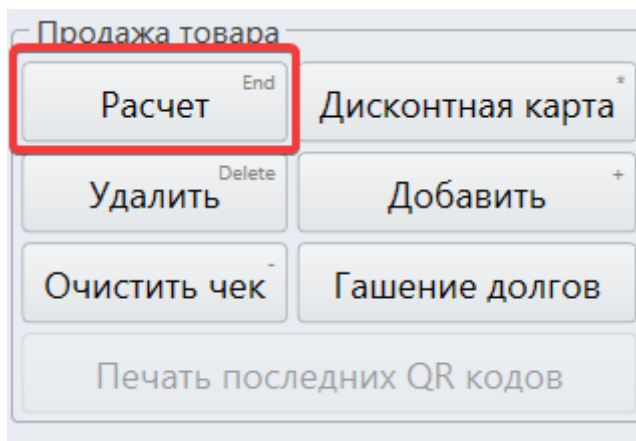 Продажа товара
Расчет End
Дисконтная карта *
Удалить Delete
Добавить +
Очистить чек -
Гашение долгов
Печать последних QR кодов